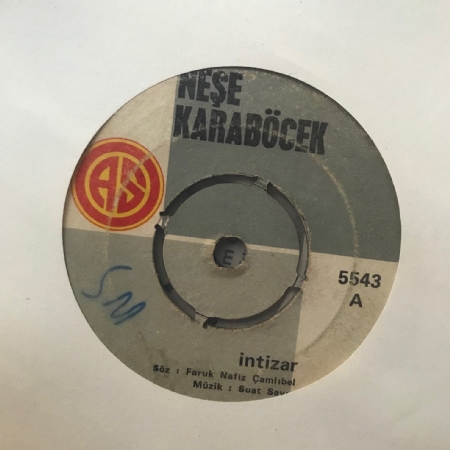 NEŞE
KARABÖCEK
AS
5543
A
intizar
Söz : Faruk Nafiz Çamlıbel
Müzik : Suat